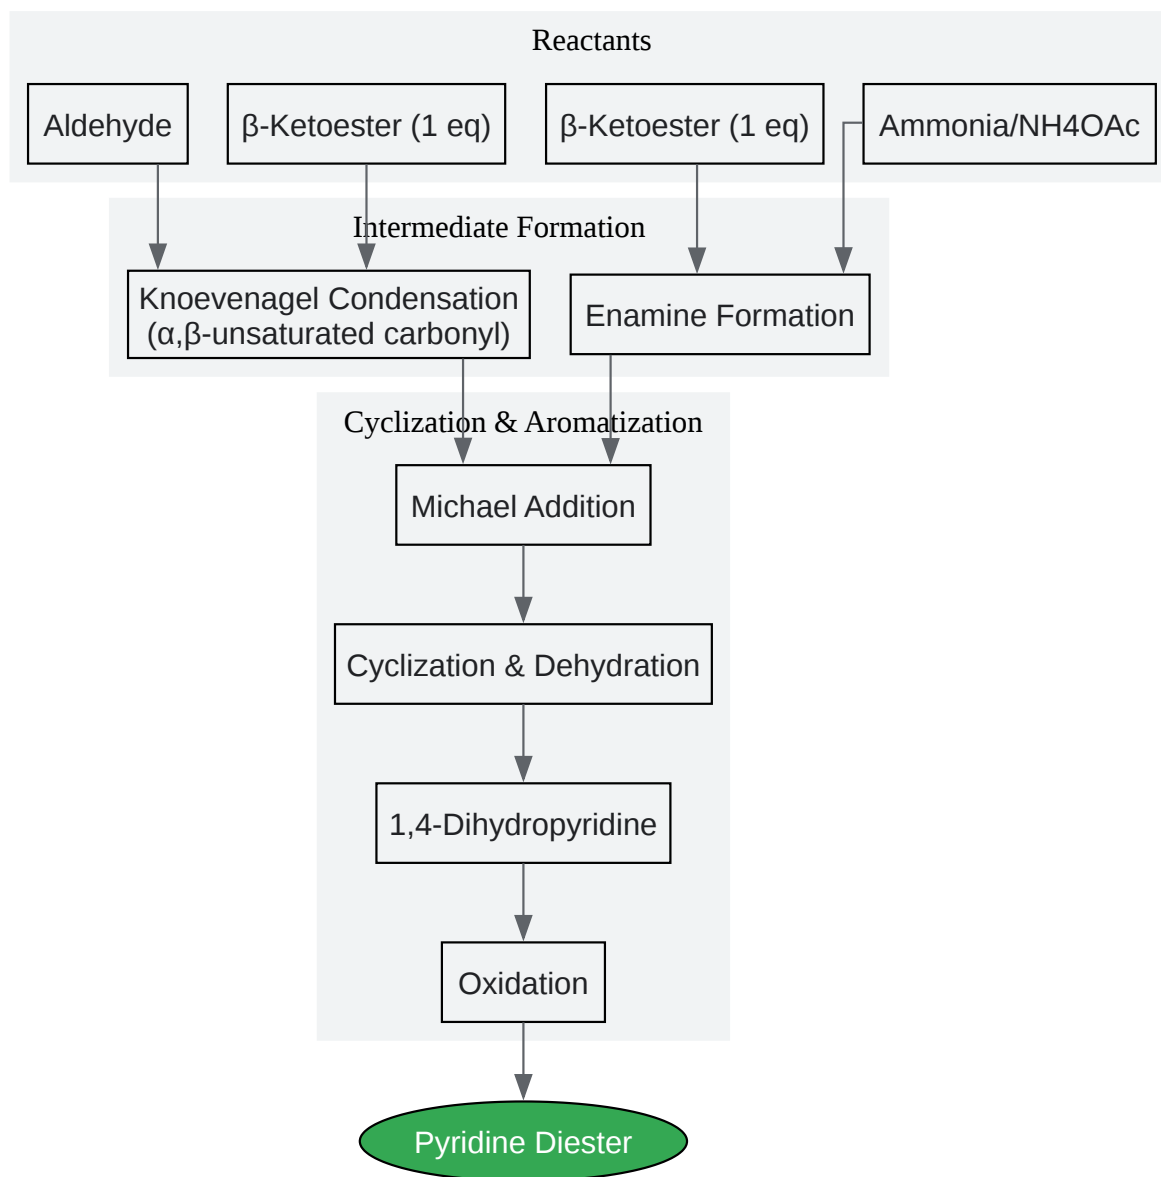 Reactants
Aldehyde
β-Ketoester (1 eq)
β-Ketoester (1 eq)
Ammonia/NH4OAc
Intermediate Formation
Knoevenagel Condensation
(α,β-unsaturated carbonyl)
Enamine Formation
Cyclization & Aromatization
Michael Addition
Cyclization & Dehydration
1,4-Dihydropyridine
Oxidation
Pyridine Diester